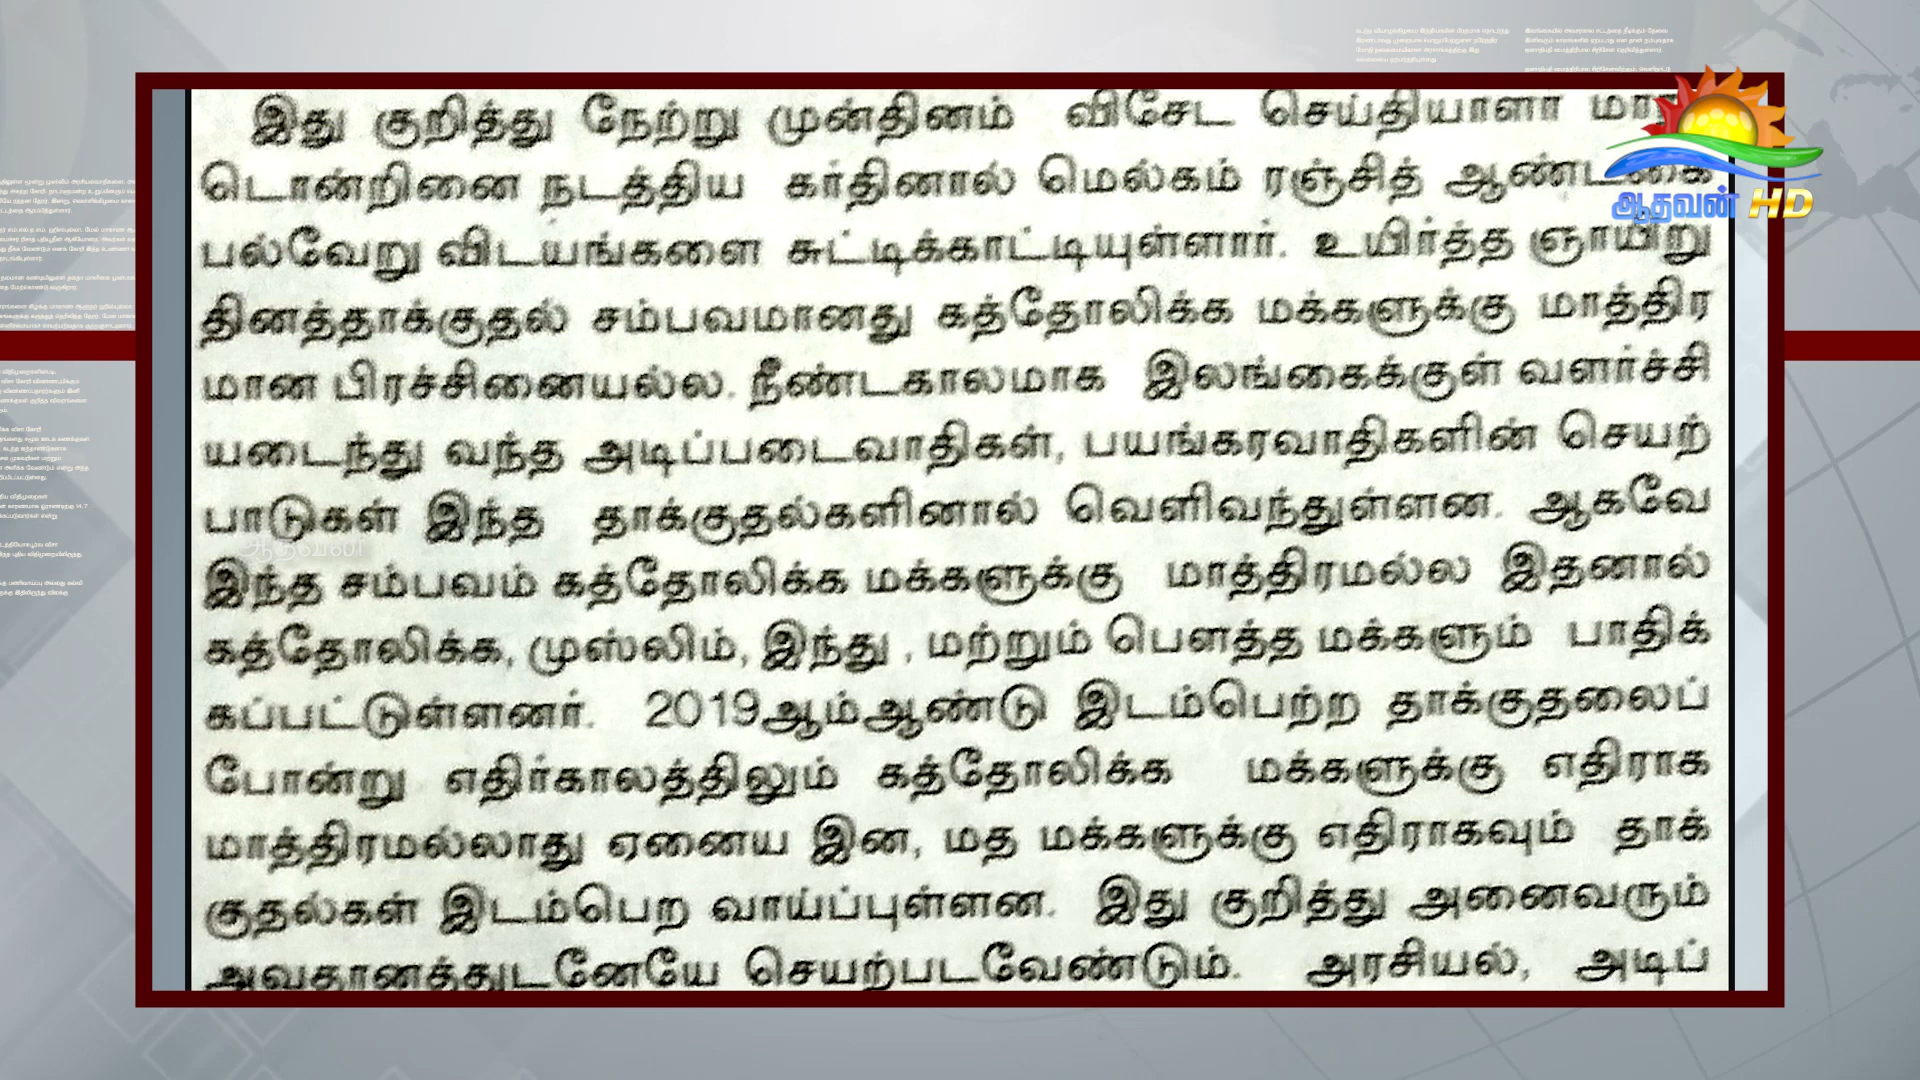 இது குறித்து நேற்று முன்தினம் விசேட செய்தியாளர்
டொன்றினை நடத்திய கர்தினால் மெல்கம் ரஞ்சித் ஆண்டகை
பல்வேறு விடயங்களை சுட்டிக்காட்டியுள்ளார். உயிர்த்த ஞாயிறு
தினத்தாக்குதல் சம்பவமானது கத்தோலிக்க மக்களுக்கு மாத்திர
மான பிரச்சினையல்ல. நீண்டகாலமாக இலங்கைக்குள் வளர்ச்சி
யடைந்து வந்த அடிப்படைவாதிகள், பயங்கரவாதிகளின் செயற்
பாடுகள் இந்த தாக்குதல்களினால் வெளிவந்துள்ளன. ஆகவே
இந்த சம்பவம் கத்தோலிக்க மக்களுக்கு மாத்திரமல்ல இதனால்
கத்தோலிக்க, முஸ்லிம், இந்து , மற்றும் பௌத்த மக்களும் பாதிக்
கப்பட்டுள்ளனர். 2019ஆம்ஆண்டு இடம்பெற்ற தாக்குதலைப்
போன்று எதிர்காலத்திலும் கத்தோலிக்க மக்களுக்கு எதிராக
மாத்திரமல்லாது ஏனைய இன, மத மக்களுக்கு எதிராகவும் தாக்
குதல்கள் இடம்பெற வாய்ப்புள்ளன. இது குறித்து அனைவரும்
அவதானத்துடனேயே செயற்படவேண்டும். அரசியல், அடிப்
ஆதவன் HD
ஆதவன்